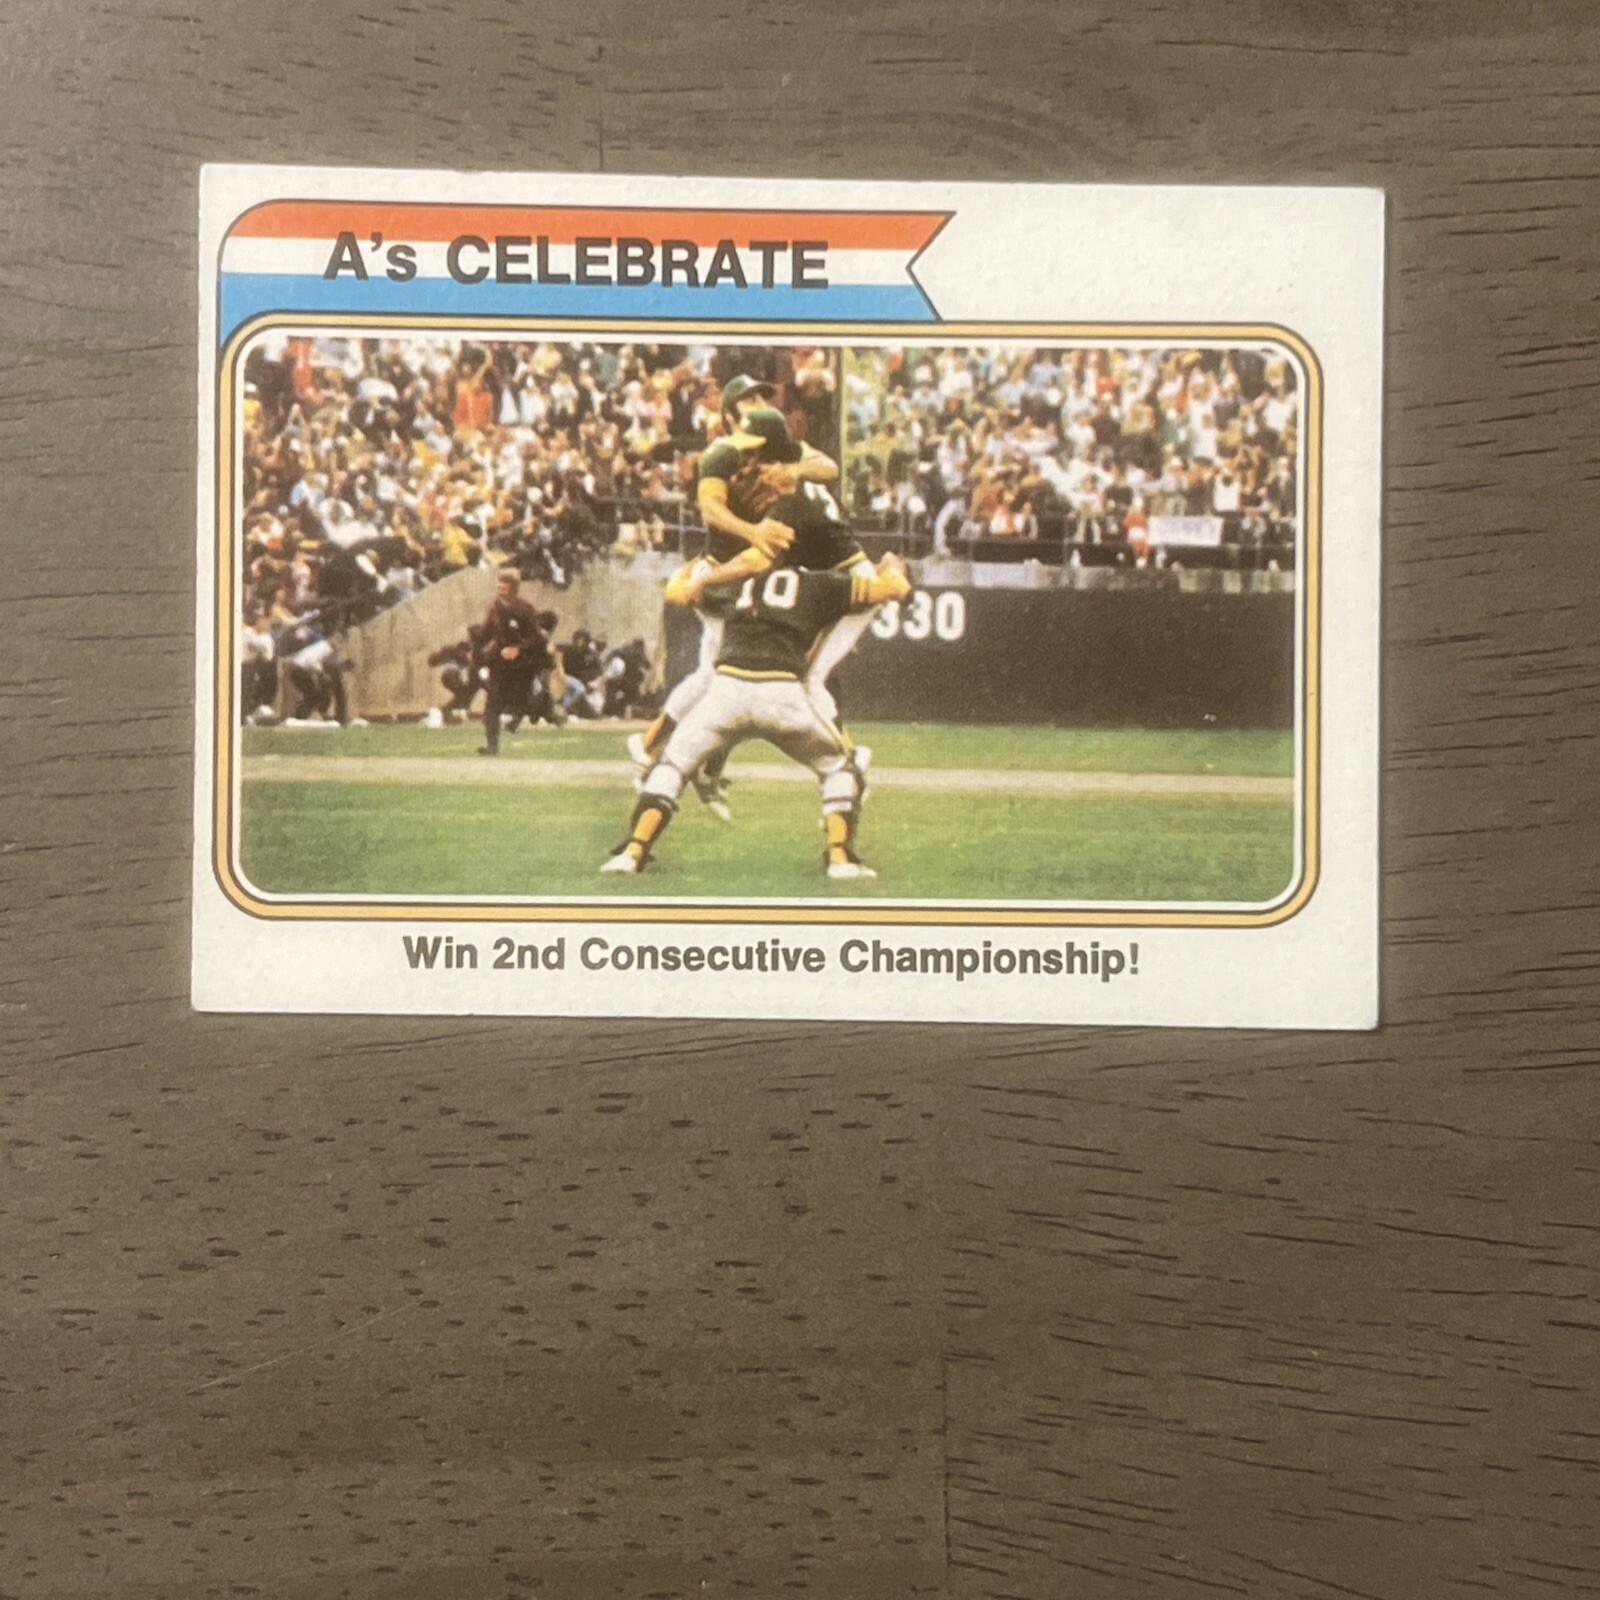 A's CELEBRATE
10
330
Win 2nd Consecutive Championship!